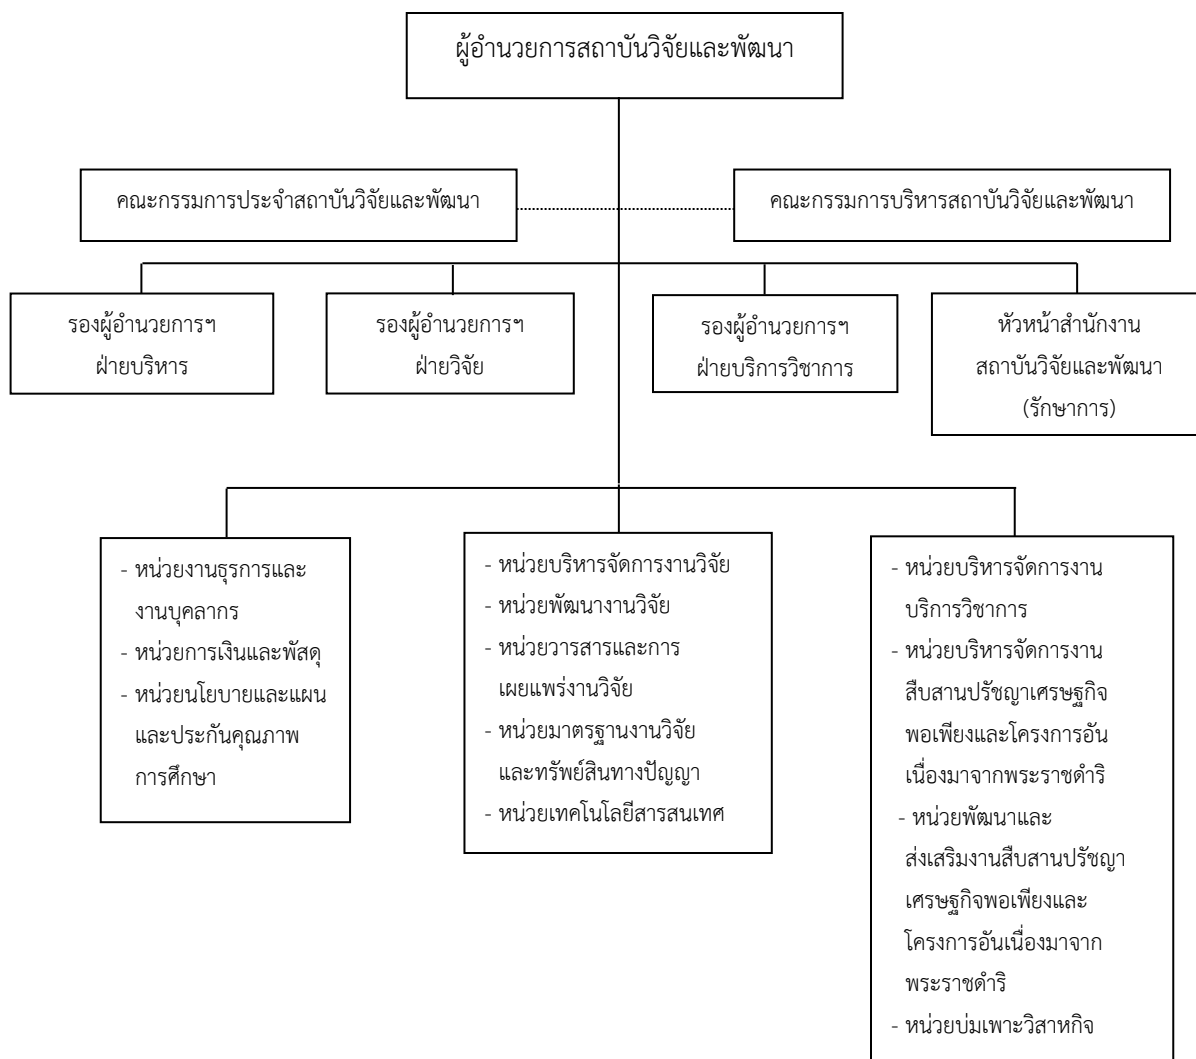 ผู้อำนวยการสถาบันวิจัยและพัฒนา
คณะกรรมการประจำสถาบันวิจัยและพัฒนา
คณะกรรมการบริหารสถาบันวิจัยและพัฒนา
รองผู้อำนวยการฯ
ฝ่ายบริหาร
รองผู้อำนวยการฯ
ฝ่ายวิจัย
รองผู้อำนวยการฯ
ฝ่ายบริการวิชาการ
หัวหน้าสำนักงาน
สถาบันวิจัยและพัฒนา
(รักษาการ)
- หน่วยงานธุรการและ
งานบุคลากร
- หน่วยการเงินและพัสดุ
- หน่วยนโยบายและแผน
และประกันคุณภาพ
การศึกษา
- หน่วยบริหารจัดการงานวิจัย
- หน่วยพัฒนางานวิจัย
- หน่วยวารสารและการ
เผยแพร่งานวิจัย
- หน่วยมาตรฐานงานวิจัย
และทรัพย์สินทางปัญญา
- หน่วยเทคโนโลยีสารสนเทศ
- หน่วยบริหารจัดการงาน
บริการวิชาการ
- หน่วยบริหารจัดการงาน
สืบสานปรัชญาเศรษฐกิจ
พอเพียงและโครงการอัน
เนื่องมาจากพระราชดำริ
- หน่วยพัฒนาและ
ส่งเสริมงานสืบสานปรัชญา
เศรษฐกิจพอเพียงและ
โครงการอันเนื่องมาจาก
พระราชดำริ
- หน่วยบ่มเพาะวิสาหกิจ